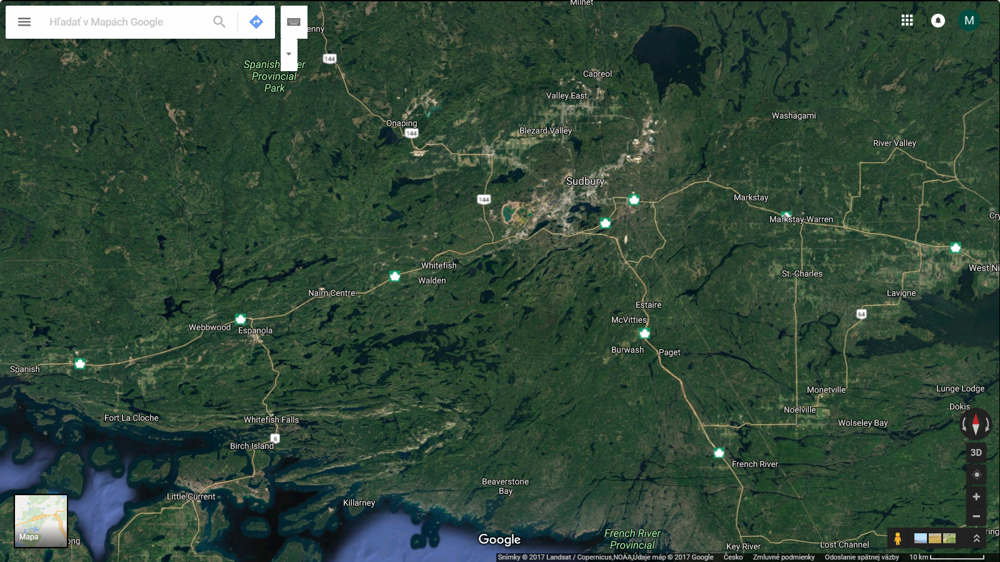 Milnet
Hľadať v Mapách Google
M
enny
144
Spanish
er
Provincial
Park
Capreol
Valley East
Washagami
Onaping
144
Blezard Valley
River Valley
Sudbury
144
Markstay
Markstay-Warren
Cry
Whitefish
West Ni
Walden
St.-Charles
Nairn Centre
Lavigne
Estaire
64
McVitties
Webbwood
Espanola
Burwash
Paget
Spanish
Monetville
Lunge Lodge
Dokis
Noëlville
Fort La Cloche
Whitefish Falls
Wolseley Bay
6
Birch Island
3D
French River
Beaverstone
Bay
Little Current
Killarney
Mapa
ong
Google
French River
Provincial
Key River
Lost Channel
ring
Snímky © 2017 Landsat / Copernicus,NOAA,Údaje máp © 2017 Google
Česko
Zmluvné podmienky
Odoslanie spätnej väzby
10 km